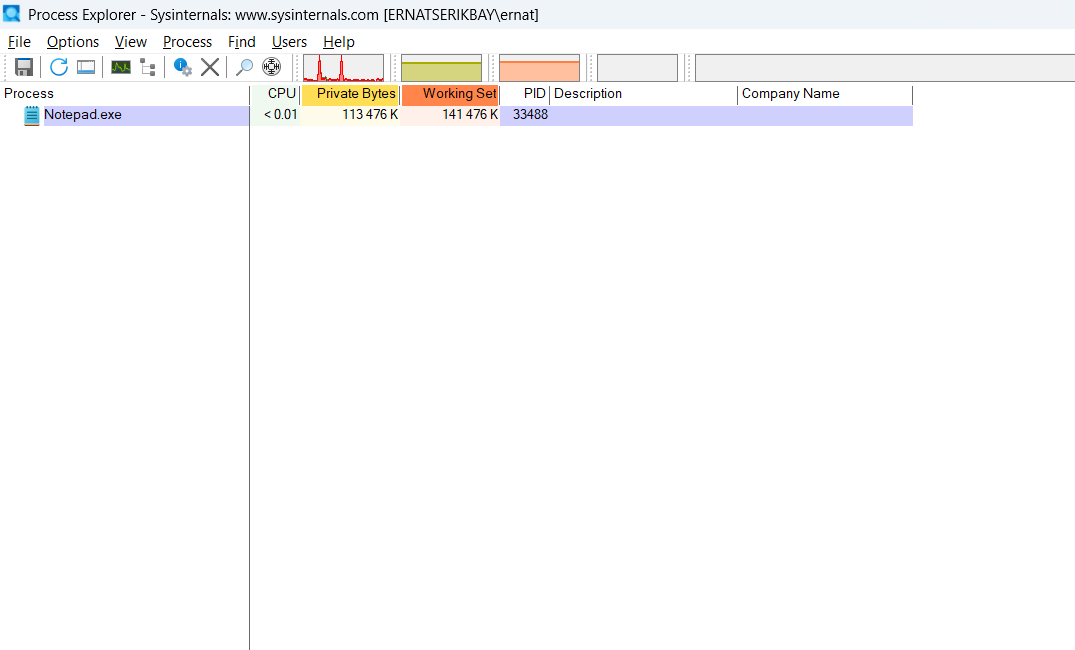 Process Explorer - Sysinternals: www.sysinternals.com [ERNATSERIKBAY\ernat]
File Options View Process Find Users Help
Process CPU Private Bytes Working Set PID Description Company Name
Notepad.exe < 0.01 113 476 K 141 476 K 33488